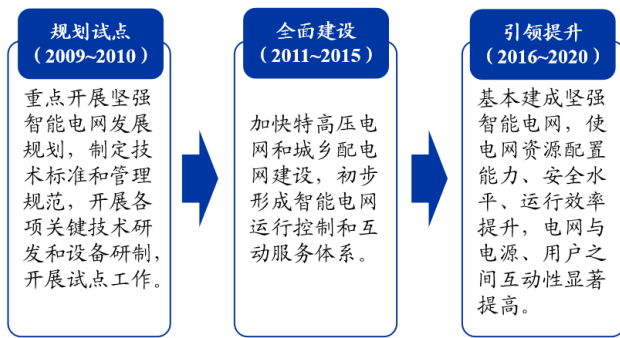 规划试点
（2009~2010）
重点开展坚强
智能电网发展
规划，制定技
术标准和管理
规范，开展各
项关键技术研
发和设备研制，
开展试点工作。
全面建设
（2011~2015）
加快特高压电
网和城乡配电
网建设，初步
形成智能电网
运行控制和互
动服务体系。
引领提升
（2016~2020）
基本建成坚强
智能电网，使
电网资源配置
能力、安全水
平、运行效率
提升，电网与
电源、用户之
间互动性显著
提高。